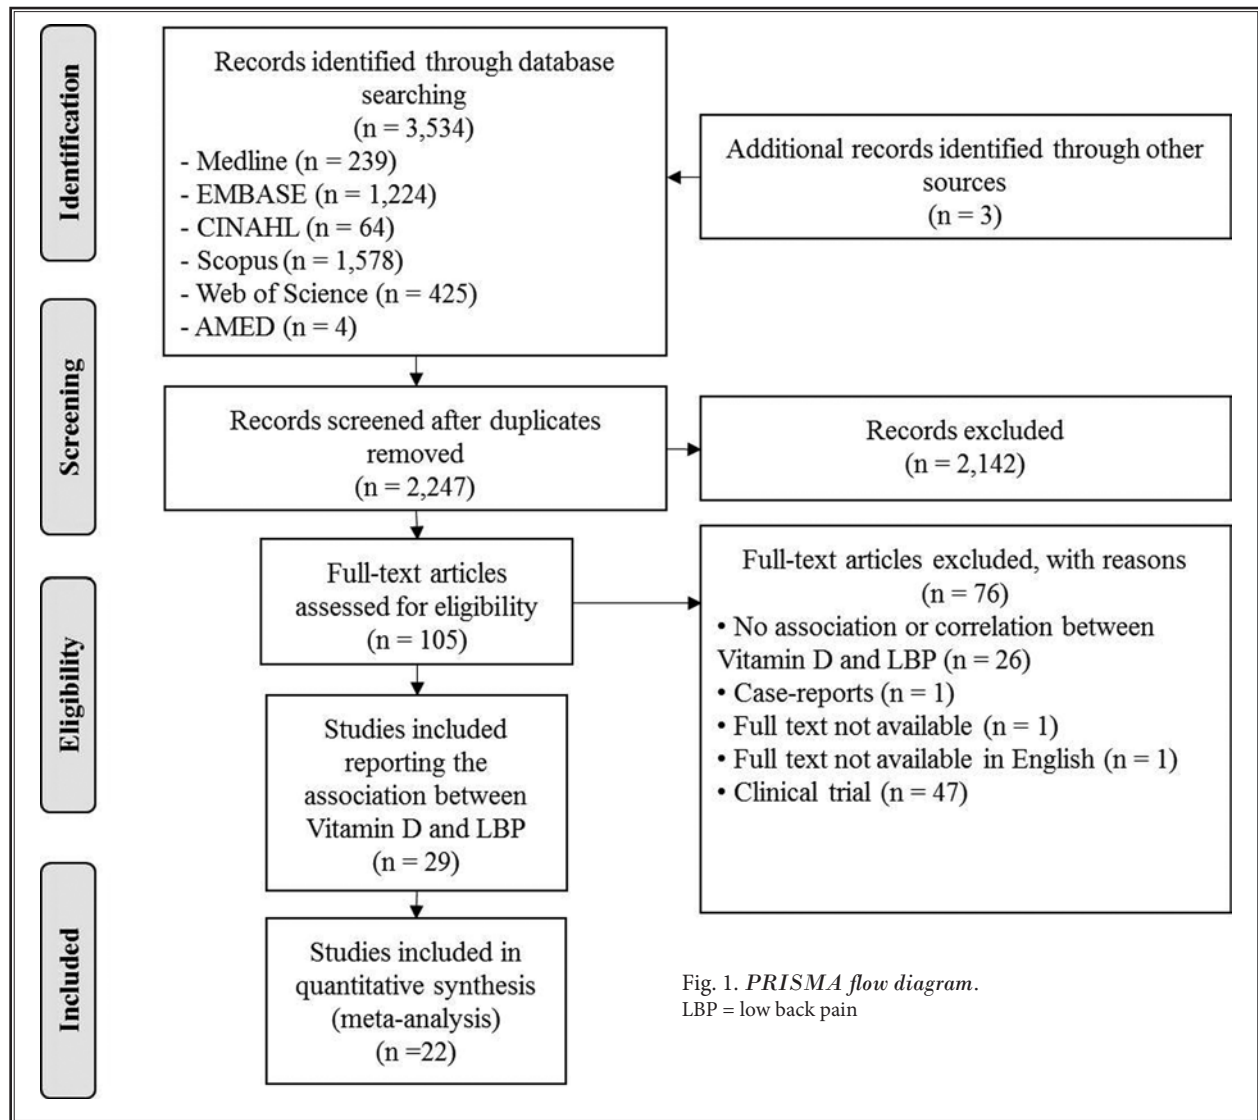 Identification
Records identified through database
searching
(n = 3,534)
- Medline (n = 239)
- EMBASE (n = 1,224)
- CINAHL (n = 64)
- Scopus (n = 1,578)
- Web of Science (n = 425)
- AMED (n = 4)
Additional records identified through other
sources
(n = 3)
Screening
Records screened after duplicates
removed
(n = 2,247)
Records excluded
(n = 2,142)
Eligibility
Full-text articles
assessed for eligibility
(n = 105)
Full-text articles excluded, with reasons
(n = 76)
• No association or correlation between
Vitamin D and LBP (n = 26)
• Case-reports (n = 1)
• Full text not available (n = 1)
• Full text not available in English (n = 1)
• Clinical trial (n = 47)
Studies included
reporting the
association between
Vitamin D and LBP
(n = 29)
Included
Studies included in
quantitative synthesis
(meta-analysis)
(n =22)
Fig. 1. PRISMA flow diagram.
LBP = low back pain